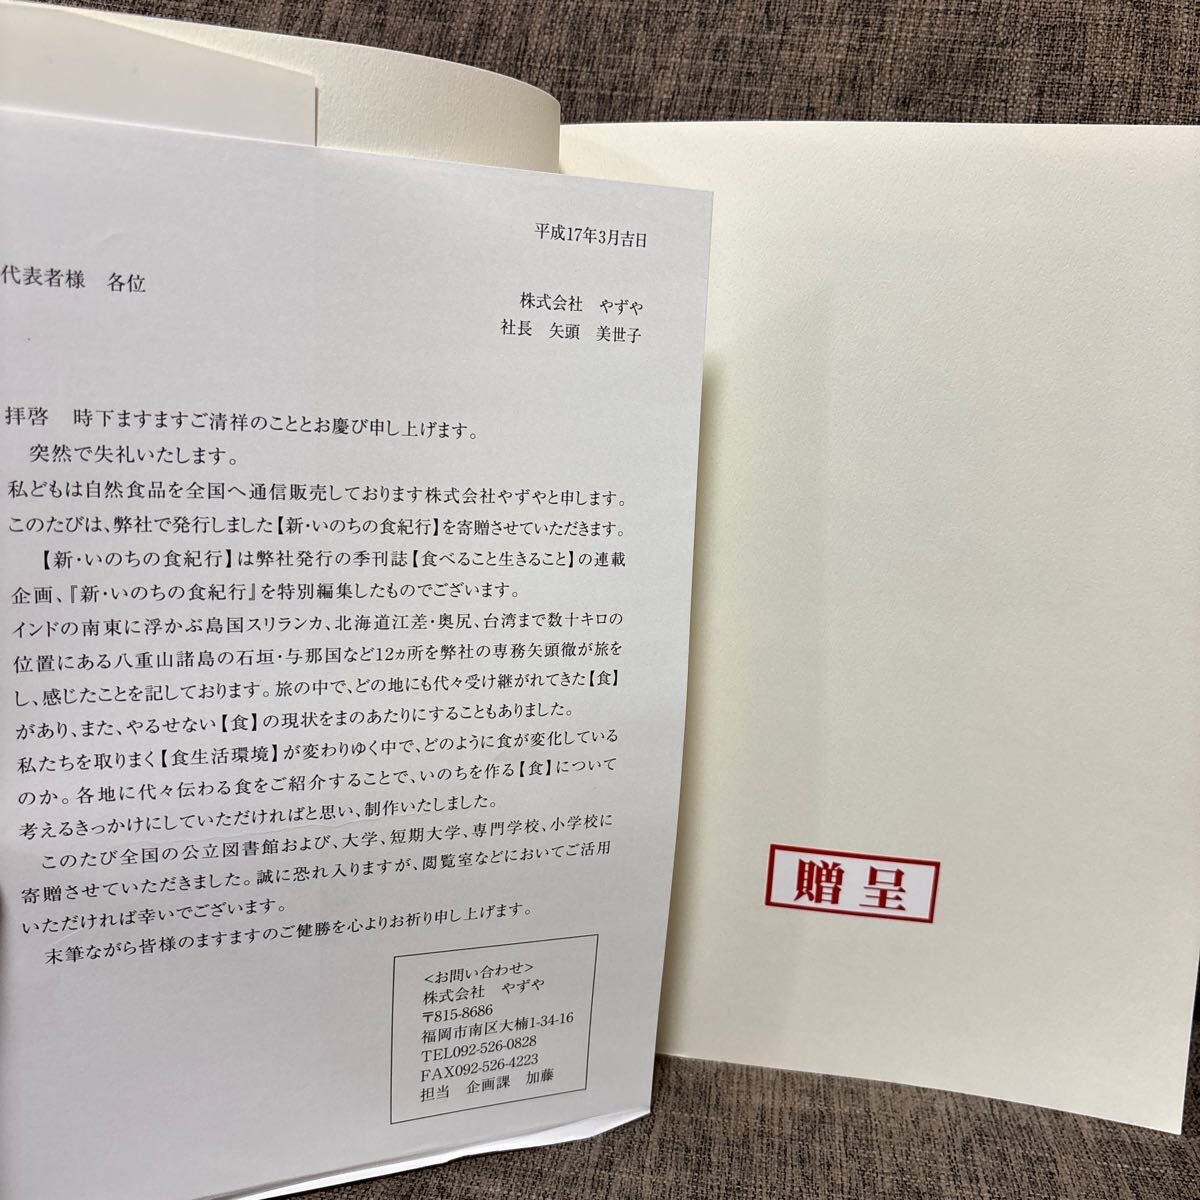 平成17年3月吉日
代表者様　各位
株式会社　やずや
社長　矢頭　美世子
拝啓　時下ますますご清祥のこととお慶び申し上げます。
突然で失礼いたします。
私どもは自然食品を全国へ通信販売しております株式会社やずやと申します。
このたびは、弊社で発行しました【新・いのちの食紀行】を寄贈させていただきます。
【新・いのちの食紀行】は弊社発行の季刊誌【食べること生きること】の連載
企画、『新・いのちの食紀行』を特別編集したものでございます。
インドの南東に浮かぶ島国スリランカ、北海道江差・奥尻、台湾まで数十キロの
位置にある八重山諸島の石垣・与那国など12ヵ所を弊社の専務矢頭徹が旅を
し、感じたことを記しております。旅の中で、どの地にも代々受け継がれてきた【食】
があり、また、やるせない【食】の現状をまのあたりにすることもありました。
私たちを取りまく【食生活環境】が変わりゆく中で、どのように食が変化している
のか。各地に代々伝わる食をご紹介することで、いのちを作る【食】について
考えるきっかけにしていただければと思い、制作いたしました。
このたび全国の公立図書館および、大学、短期大学、専門学校、小学校に
寄贈させていただきました。誠に恐れ入りますが、閲覧室などにおいてご活用
いただければ幸いでございます。
末筆ながら皆様のますますのご健勝を心よりお祈り申し上げます。
<お問い合わせ>
株式会社　やずや
〒815-8686
福岡市南区大楠1-34-16
TEL092-526-0828
FAX092-526-4223
担当　企画課　加藤
贈呈